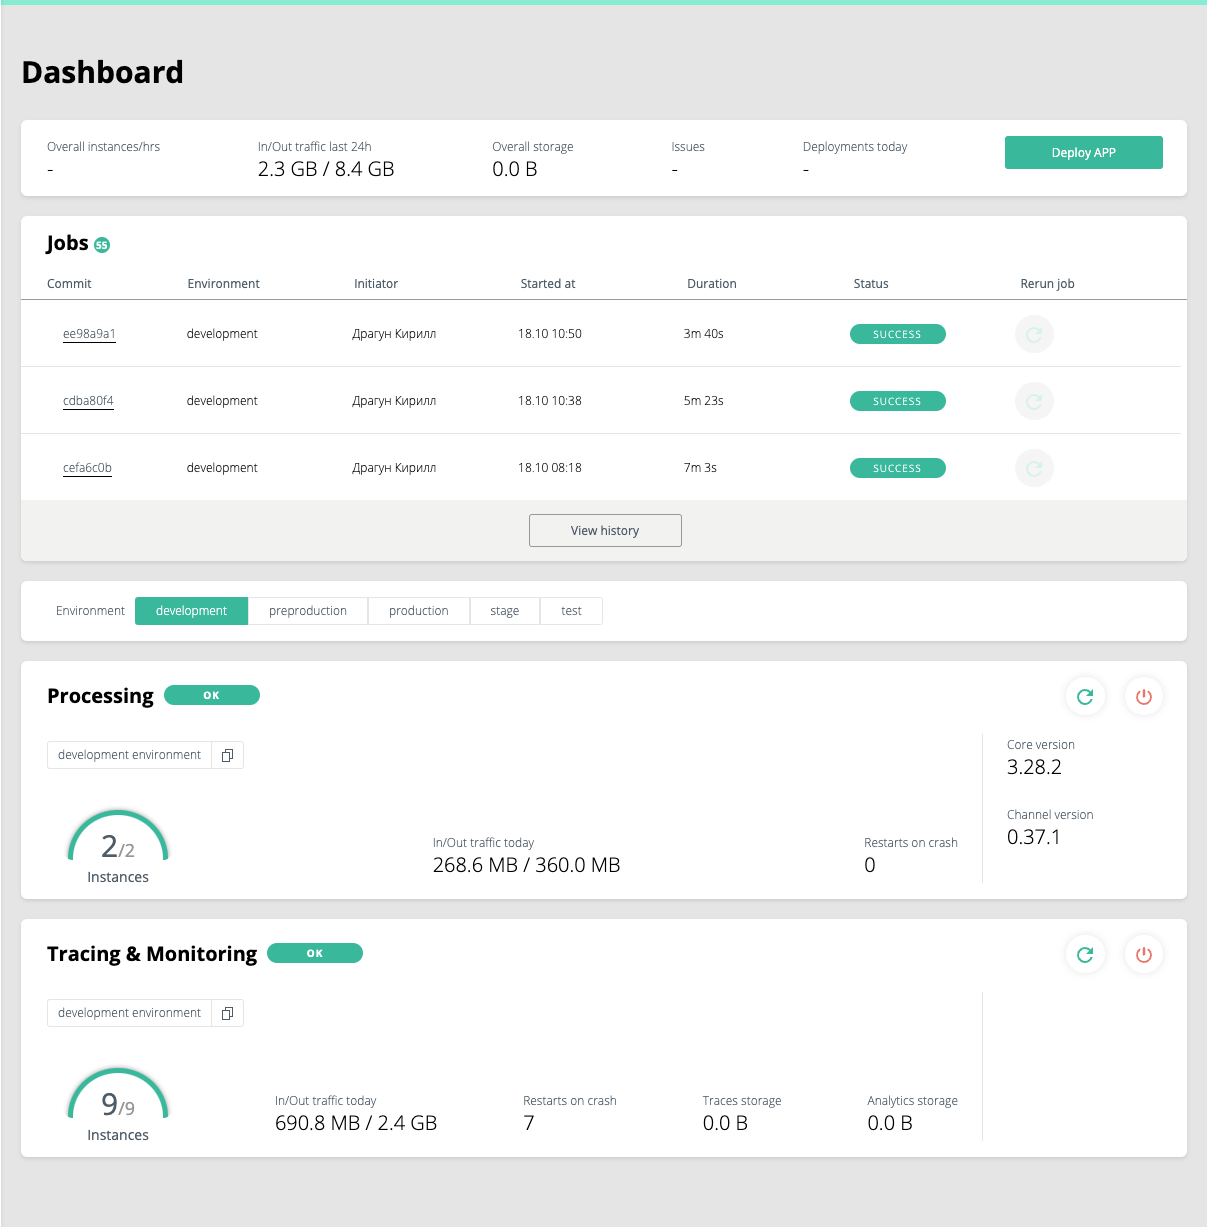 Dashboard
Overall instances/hrs In/Out traffic last 24h Overall storage Issues Deployments today
- 2.3 GB / 8.4 GB 0.0 B - - Deploy APP
Jobs 55
Commit Environment Initiator Started at Duration Status Rerun job
ee98a9a1 development Драгун Кирилл 18.10 10:50 3m 40s SUCCESS
cdba80f4 development Драгун Кирилл 18.10 10:38 5m 23s SUCCESS
cefa6c0b development Драгун Кирилл 18.10 08:18 7m 3s SUCCESS
View history
Environment development preproduction production stage test
Processing OK
development environment
Core version
3.28.2
Channel version
0.37.1
2/2
Instances
In/Out traffic today
268.6 MB / 360.0 MB
Restarts on crash
0
Tracing & Monitoring OK
development environment
9/9
Instances
In/Out traffic today
690.8 MB / 2.4 GB
Restarts on crash
7
Traces storage
0.0 B
Analytics storage
0.0 B